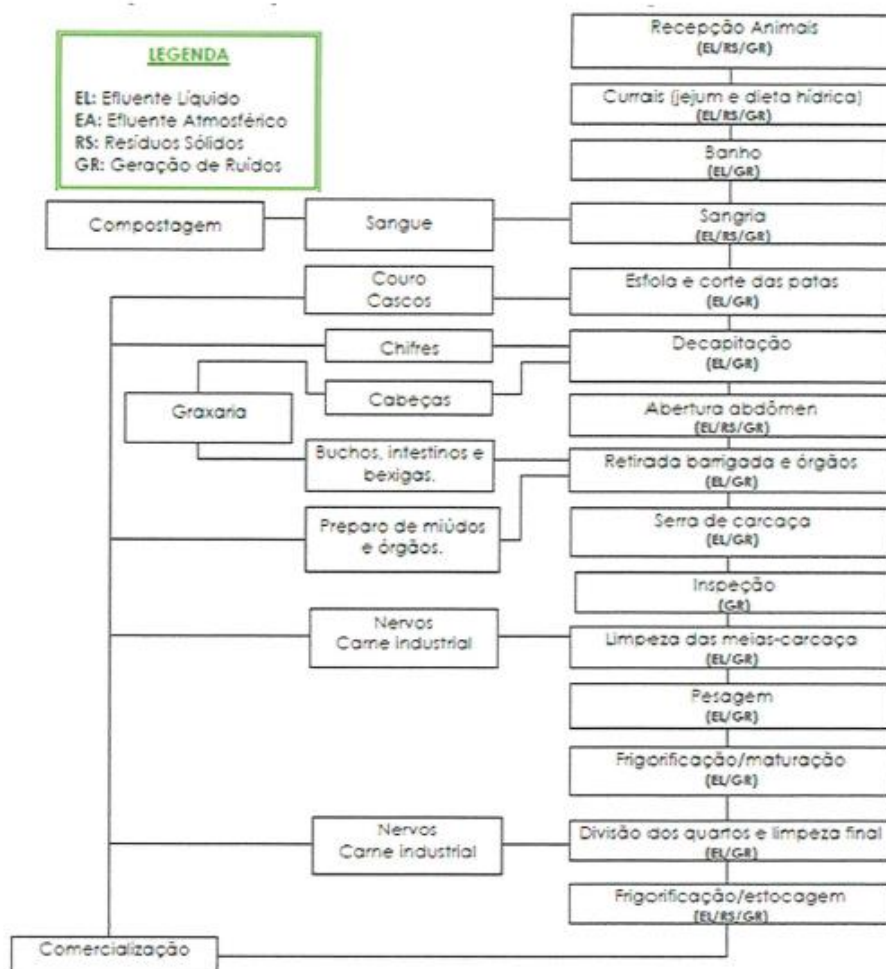 LEGENDA
EL: Efluente Líquido
EA: Efluente Atmosférico
RS: Resíduos Sólidos
GR: Geração de Ruídos
Recepção Animais
(EL/RS/GR)
Currais (jejum e dieta hídrica)
(EL/RS/GR)
Banho
(EL/GR)
Compostagem
Sangue
Sangria
(EL/RS/GR)
Couro
Cascos
Esfola e corte das patas
(EL/GR)
Chifres
Decapitação
(EL/GR)
Cabeças
Graxaria
Abertura abdômen
(EL/RS/GR)
Buchos, intestinos e
bexigas.
Retirada barrigada e órgãos
(EL/GR)
Preparo de miúdos
e órgãos.
Serra de carcaça
(EL/GR)
Inspeção
(GR)
Nervos
Carne industrial
Limpeza das meias-carcaça
(EL/GR)
Pesagem
(EL/GR)
Frigorificação/maturação
(EL/GR)
Nervos
Carne industrial
Divisão dos quartos e limpeza final
(EL/GR)
Frigorificação/estocagem
(EL/RS/GR)
Comercialização